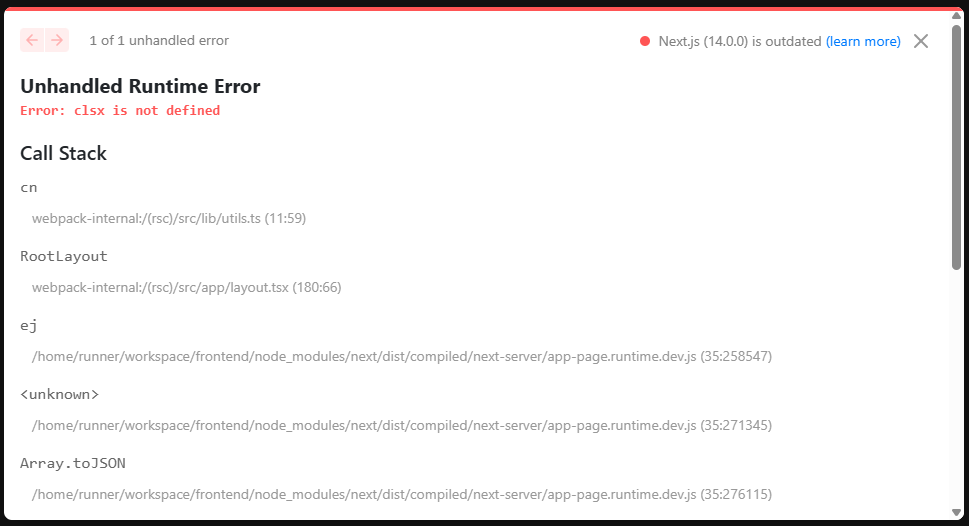 1 of 1 unhandled error
Next.js (14.0.0) is outdated (learn more)
Unhandled Runtime Error
Error: clsx is not defined
Call Stack
cn
webpack-internal:/(rsc)/src/lib/utils.ts (11:59)
RootLayout
webpack-internal:/(rsc)/src/app/layout.tsx (180:66)
ej
/home/runner/workspace/frontend/node_modules/next/dist/compiled/next-server/app-page.runtime.dev.js (35:258547)
<unknown>
/home/runner/workspace/frontend/node_modules/next/dist/compiled/next-server/app-page.runtime.dev.js (35:271345)
Array.toJSON
/home/runner/workspace/frontend/node_modules/next/dist/compiled/next-server/app-page.runtime.dev.js (35:276115)